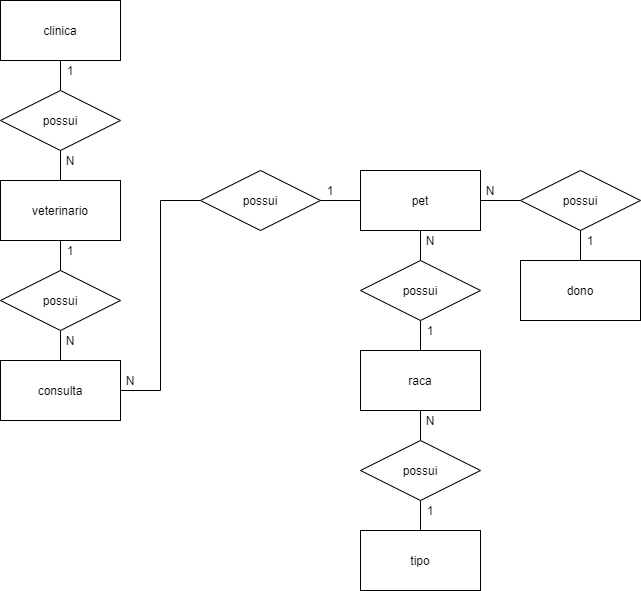 clinica
1
possui
N
veterinario
1
possui
N
consulta
N
possui
1
pet
N
possui
1
dono
N
possui
1
raca
N
possui
1
tipo